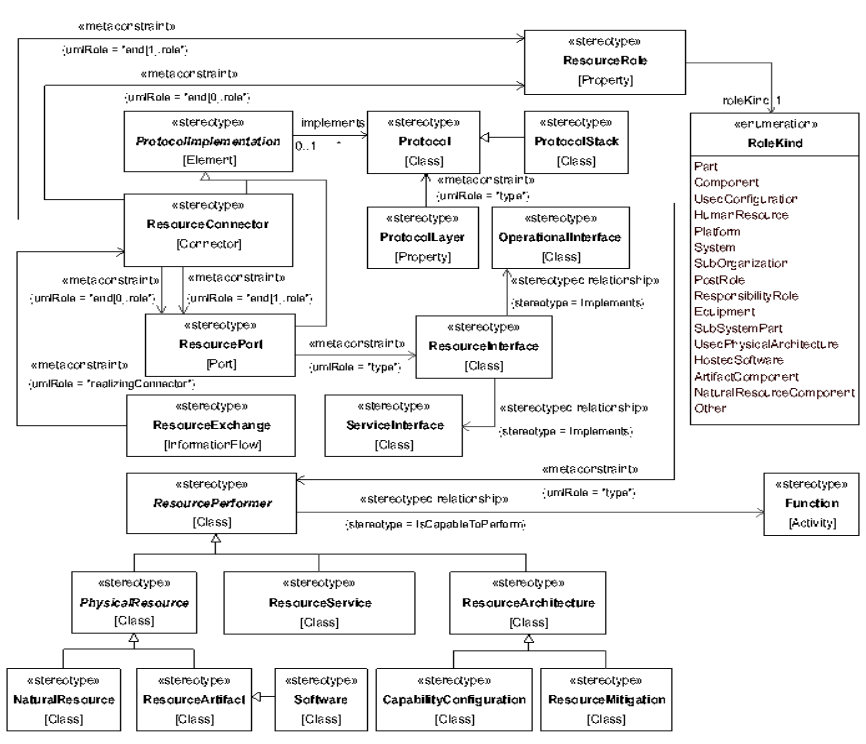 «metaconstraint»
{umlRole = "end[1].role"}
«metaconstraint»
{umlRole = "end[0].role"}
«stereotype»
ResourceRole
[Property]
roleKind 1
«enumeration»
RoleKind
Part
Component
UsedConfiguration
HumanResource
Platform
System
SubOrganization
PostRole
ResponsibilityRole
Equipment
SubSystemPart
UsedPhysicalArchitecture
HostedSoftware
ArtifactComponent
NaturalResourceComponent
Other
«stereotype»
ProtocolImplementation
[Element]
implements
0..1 *
«stereotype»
Protocol
[Class]
«stereotype»
ProtocolStack
[Class]
«metaconstraint»
{umlRole = "type"}
«stereotype»
ResourceConnector
[Connector]
«stereotype»
ProtocolLayer
[Property]
«stereotype»
OperationalInterface
[Class]
«metaconstraint»
{umlRole = "end[0].role"}
«metaconstraint»
{umlRole = "end[1].role"}
«stereotyped relationship»
{stereotype = Implements}
«stereotype»
ResourcePort
[Port]
«metaconstraint»
{umlRole = "type"}
«stereotype»
ResourceInterface
[Class]
«metaconstraint»
{umlRole = "realizingConnector"}
«stereotype»
ResourceExchange
[InformationFlow]
«stereotype»
ServiceInterface
[Class]
«stereotyped relationship»
{stereotype = Implements}
«metaconstraint»
{umlRole = "type"}
«stereotype»
ResourcePerformer
[Class]
«stereotyped relationship»
{stereotype = IsCapableToPerform}
«stereotype»
Function
[Activity]
«stereotype»
PhysicalResource
[Class]
«stereotype»
ResourceService
[Class]
«stereotype»
ResourceArchitecture
[Class]
«stereotype»
NaturalResource
[Class]
«stereotype»
ResourceArtifact
[Class]
«stereotype»
Software
[Class]
«stereotype»
CapabilityConfiguration
[Class]
«stereotype»
ResourceMitigation
[Class]